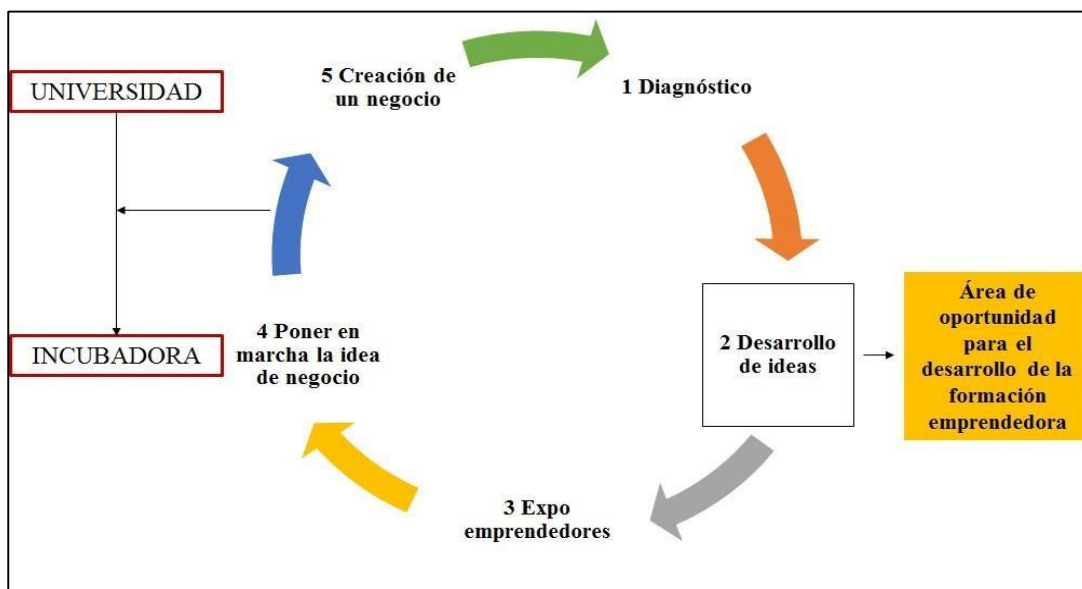 UNIVERSIDAD
5 Creación de
un negocio
1 Diagnóstico
INCUBADORA
4 Poner en
marcha la idea
de negocio
2 Desarrollo
de ideas
Área de
oportunidad
para el
desarrollo de la
formación
emprendedora
3 Expo
emprendedores